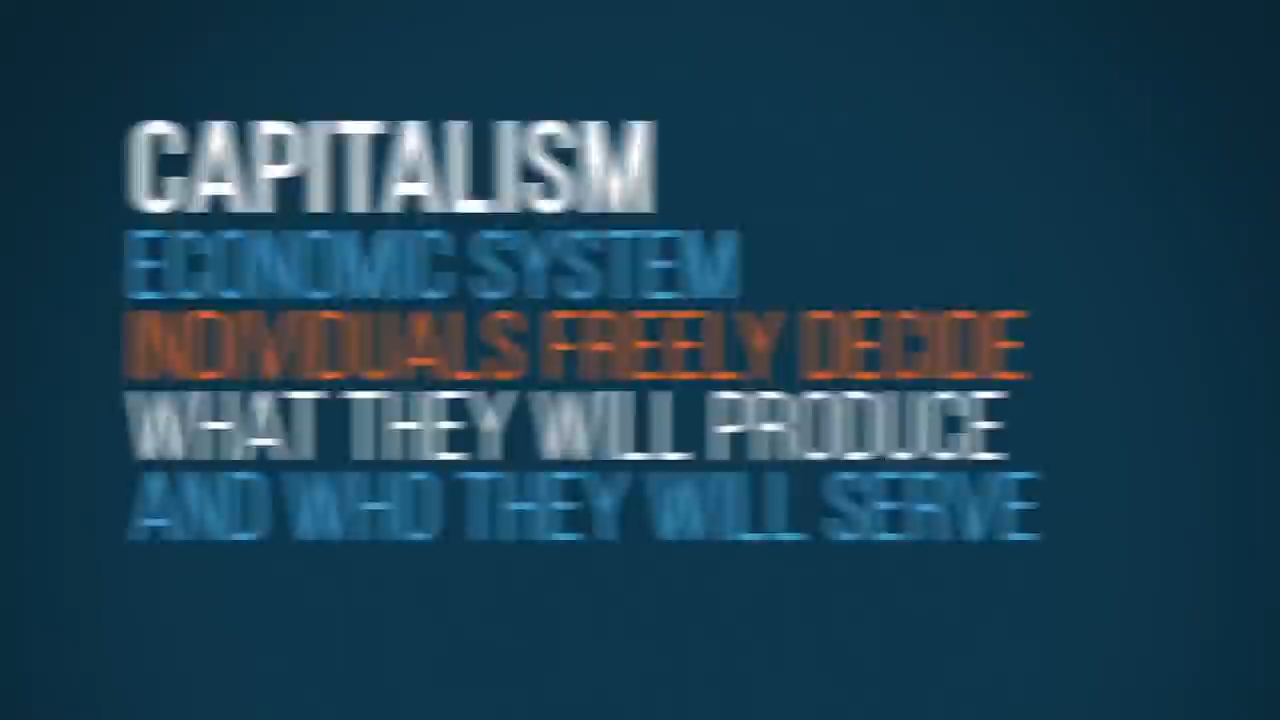 CAPITALISM
ECONOMIC SYSTEM
INDIVIDUALS FREELY DECIDE
WHAT THEY WILL PRODUCE
AND WHO THEY WILL SERVE